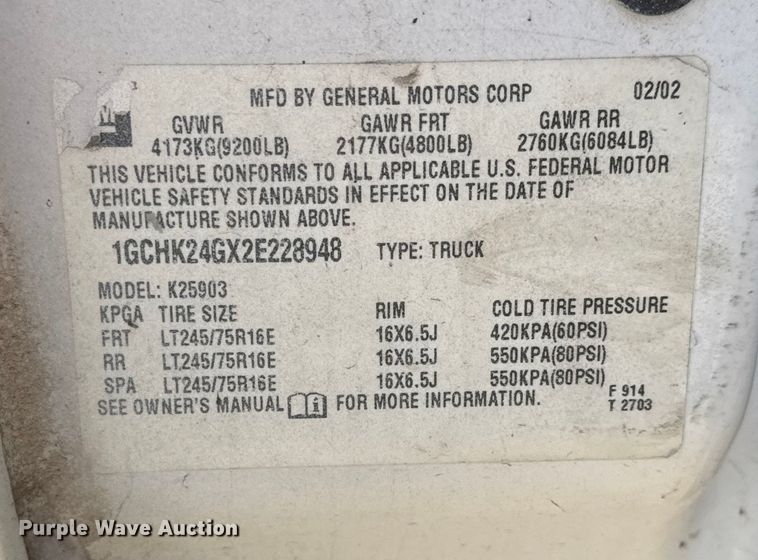 MFD BY GENERAL MOTORS CORP 02/02
GVWR GAWR FRT GAWR RR
4173KG(9200LB) 2177KG(4800LB) 2760KG(6084LB)
THIS VEHICLE CONFORMS TO ALL APPLICABLE U.S. FEDERAL MOTOR
VEHICLE SAFETY STANDARDS IN EFFECT ON THE DATE OF
MANUFACTURE SHOWN ABOVE.
1GCHK24GX2E228948 TYPE: TRUCK
MODEL: K25903
KPGA TIRE SIZE RIM COLD TIRE PRESSURE
FRT LT245/75R16E 16X6.5J 420KPA(60PSI)
RR LT245/75R16E 16X6.5J 550KPA(80PSI)
SPA LT245/75R16E 16X6.5J 550KPA(80PSI)
SEE OWNER'S MANUAL FOR MORE INFORMATION.
F 914
T 2703
Purple Wave Auction